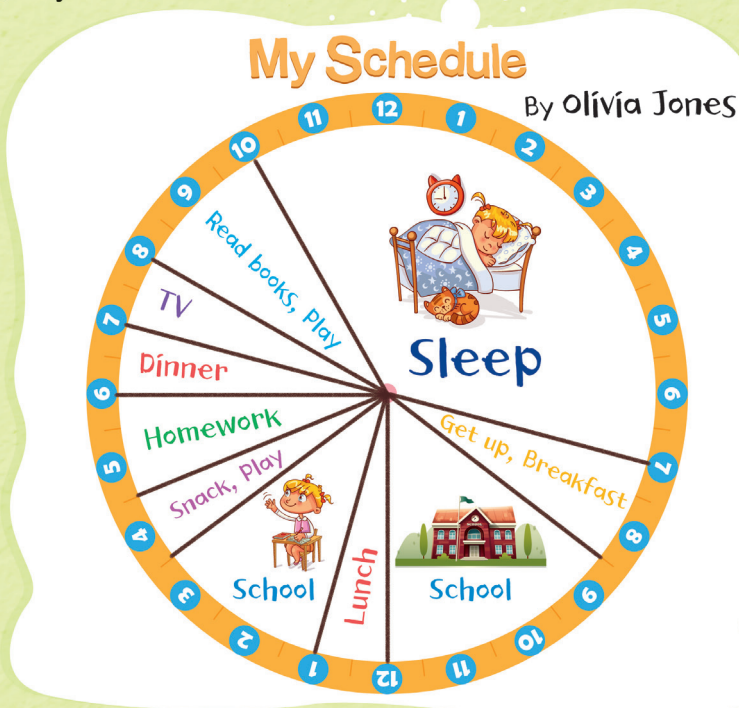 My Schedule
By Olivia Jones
12
1
2
3
4
5
6
7
8
9
10
11
12
1
2
3
4
5
6
7
8
9
10
11
Sleep
Get up, Breakfast
School
Lunch
School
Snack, play
Homework
Dinner
TV
Read books, play